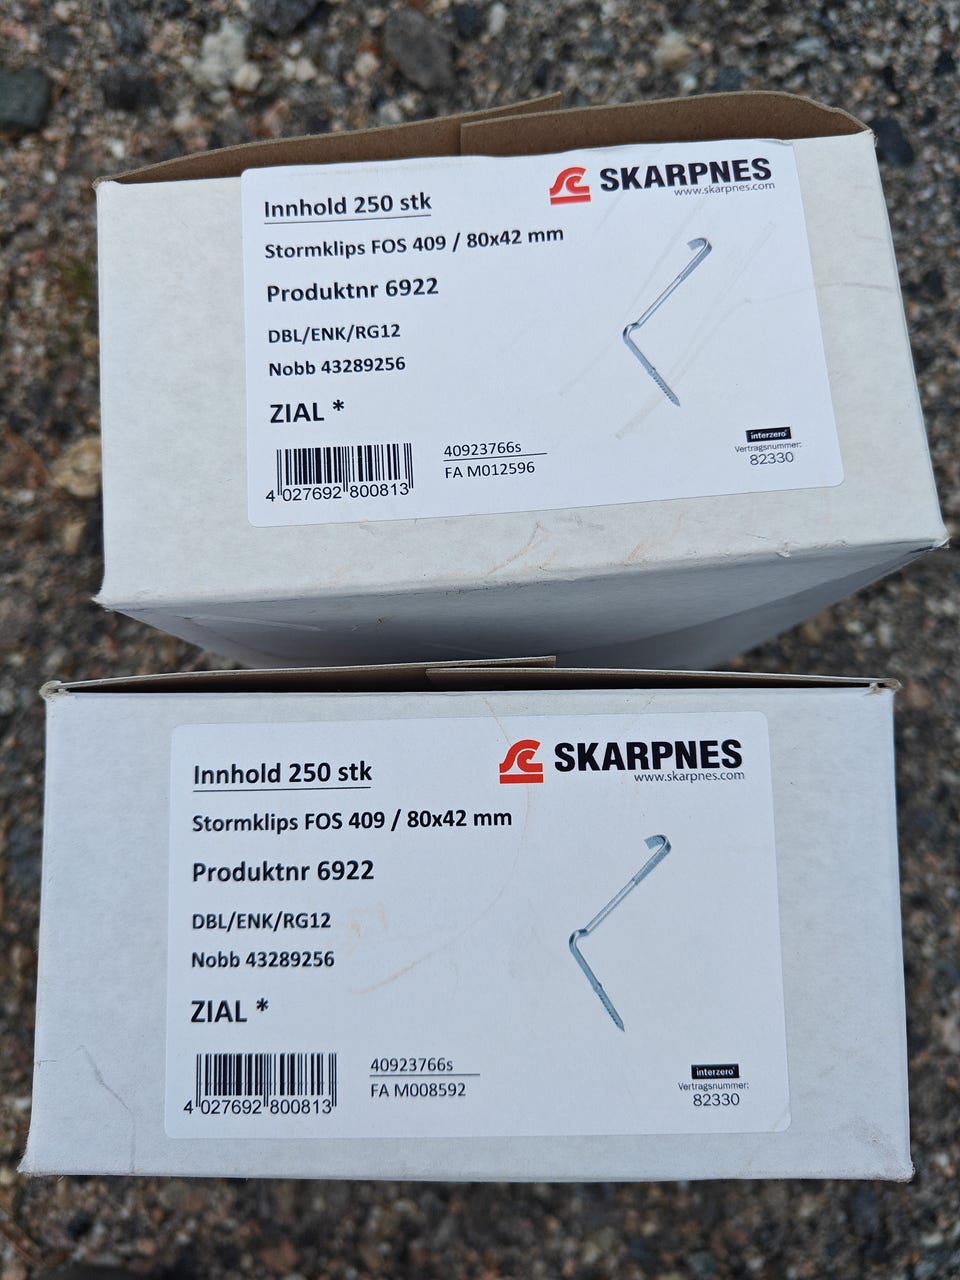 Innhold 250 stk
SKARPNES
www.skarpnes.com
Stormklips FOS 409 / 80x42 mm
Produktnr 6922
DBL/ENK/RG12
Nobb 43289256
ZIAL *
4 027692 800813
40923766s
FA M012596
interzero
Vertragsnummer:
82330
Innhold 250 stk
SKARPNES
www.skarpnes.com
Stormklips FOS 409 / 80x42 mm
Produktnr 6922
DBL/ENK/RG12
Nobb 43289256
ZIAL *
4 027692 800813
40923766s
FA M008592
interzero
Vertragsnummer:
82330